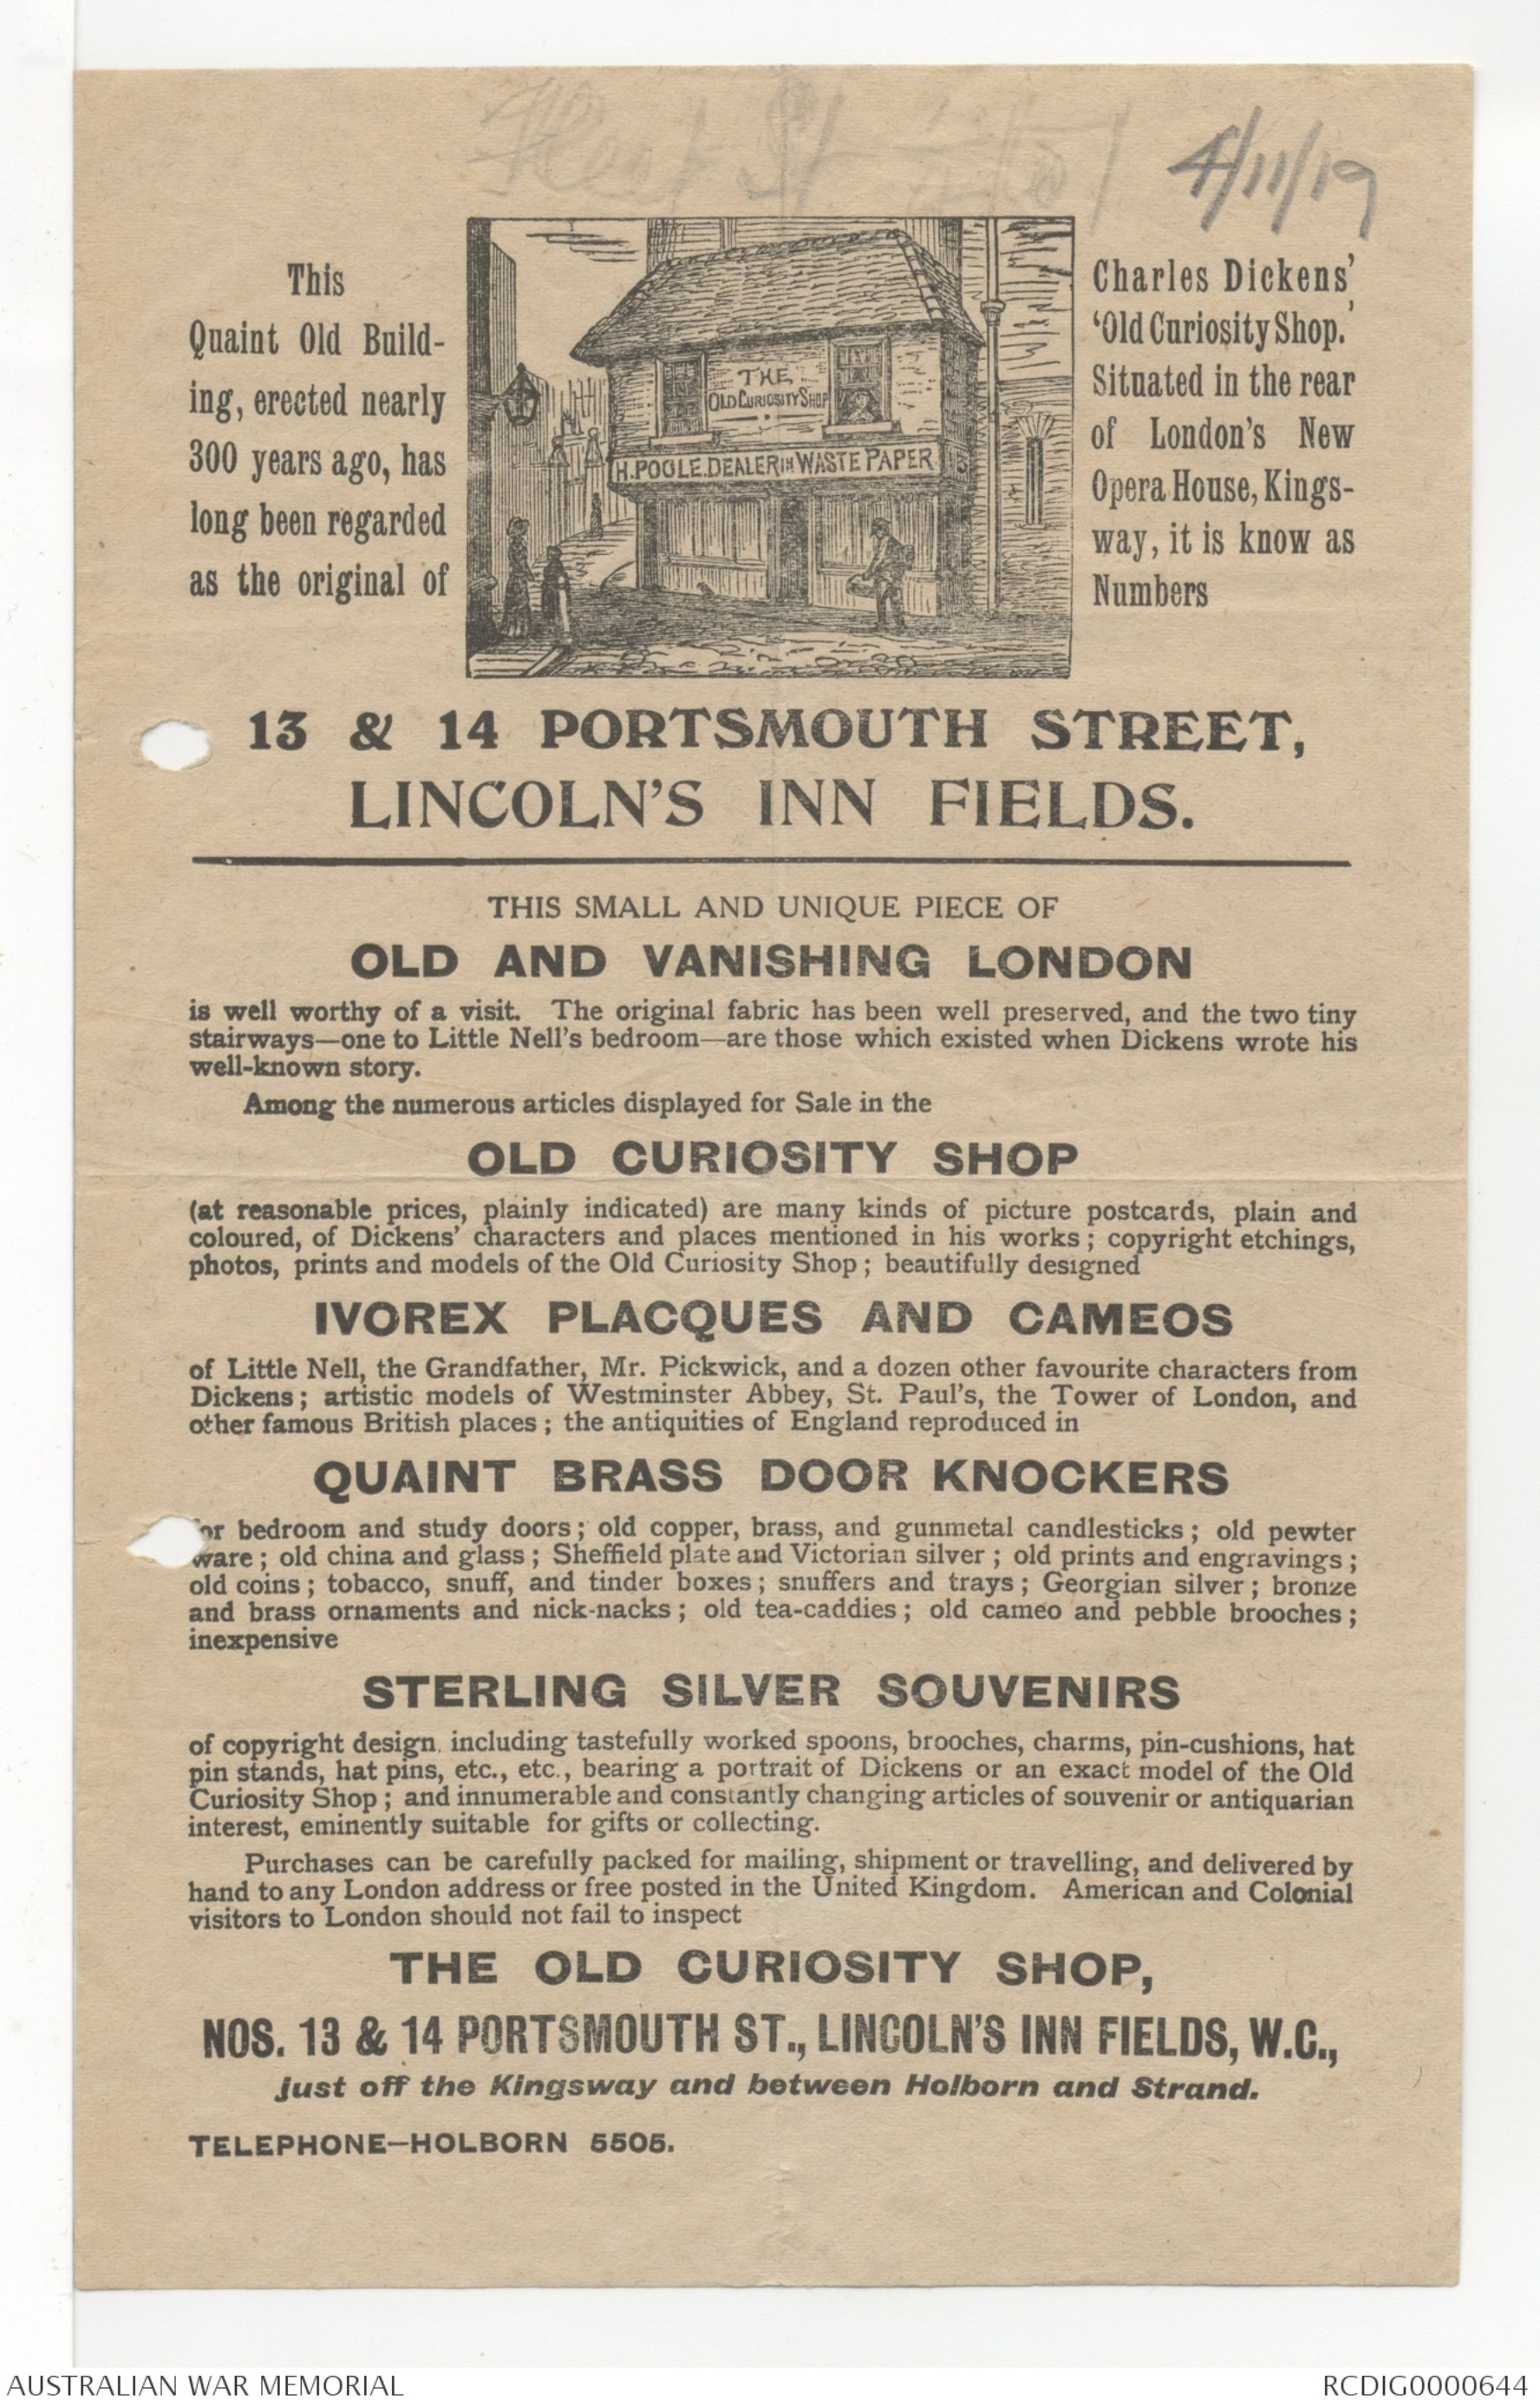 Fleet St
4/11/19
This
Quaint Old Build-
ing, erected nearly
300 years ago, has
long been regarded
as the original of
THE
OLD CURIOSITY SHOP
H. POOLE. DEALER IN WASTE PAPER
Charles Dickens'
'Old Curiosity Shop.'
Situated in the rear
of London's New
Opera House, Kings-
way, it is know as
Numbers
13 & 14 PORTSMOUTH STREET,
LINCOLN'S INN FIELDS.
THIS SMALL AND UNIQUE PIECE OF
OLD AND VANISHING LONDON
is well worthy of a visit. The original fabric has been well preserved, and the two tiny
stairways—one to Little Nell's bedroom—are those which existed when Dickens wrote his
well-known story.
Among the numerous articles displayed for Sale in the
OLD CURIOSITY SHOP
(at reasonable prices, plainly indicated) are many kinds of picture postcards, plain and
coloured, of Dickens' characters and places mentioned in his works; copyright etchings,
photos, prints and models of the Old Curiosity Shop; beautifully designed
IVOREX PLACQUES AND CAMEOS
of Little Nell, the Grandfather, Mr. Pickwick, and a dozen other favourite characters from
Dickens; artistic models of Westminster Abbey, St. Paul's, the Tower of London, and
other famous British places; the antiquities of England reproduced in
QUAINT BRASS DOOR KNOCKERS
or bedroom and study doors; old copper, brass, and gunmetal candlesticks; old pewter
ware; old china and glass; Sheffield plate and Victorian silver; old prints and engravings;
old coins; tobacco, snuff, and tinder boxes; snuffers and trays; Georgian silver; bronze
and brass ornaments and nick-nacks; old tea-caddies; old cameo and pebble brooches;
inexpensive
STERLING SILVER SOUVENIRS
of copyright design, including tastefully worked spoons, brooches, charms, pin-cushions, hat
pin stands, hat pins, etc., etc., bearing a portrait of Dickens or an exact model of the Old
Curiosity Shop; and innumerable and constantly changing articles of souvenir or antiquarian
interest, eminently suitable for gifts or collecting.
Purchases can be carefully packed for mailing, shipment or travelling, and delivered by
hand to any London address or free posted in the United Kingdom. American and Colonial
visitors to London should not fail to inspect
THE OLD CURIOSITY SHOP,
NOS. 13 & 14 PORTSMOUTH ST., LINCOLN'S INN FIELDS, W.C.,
just off the Kingsway and between Holborn and Strand.
TELEPHONE—HOLBORN 5505.
AUSTRALIAN WAR MEMORIAL
RCDIG0000644